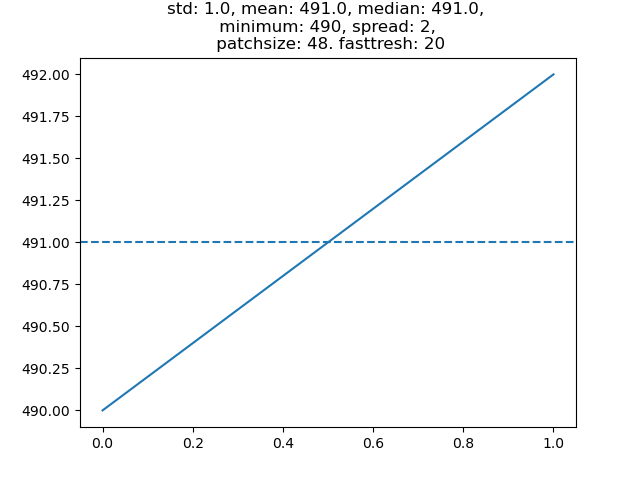 std: 1.0, mean: 491.0, median: 491.0,
minimum: 490, spread: 2,
patchsize: 48. fasttresh: 20
492.00
491.75
491.50
491.25
491.00
490.75
490.50
490.25
490.00
0.0 0.2 0.4 0.6 0.8 1.0